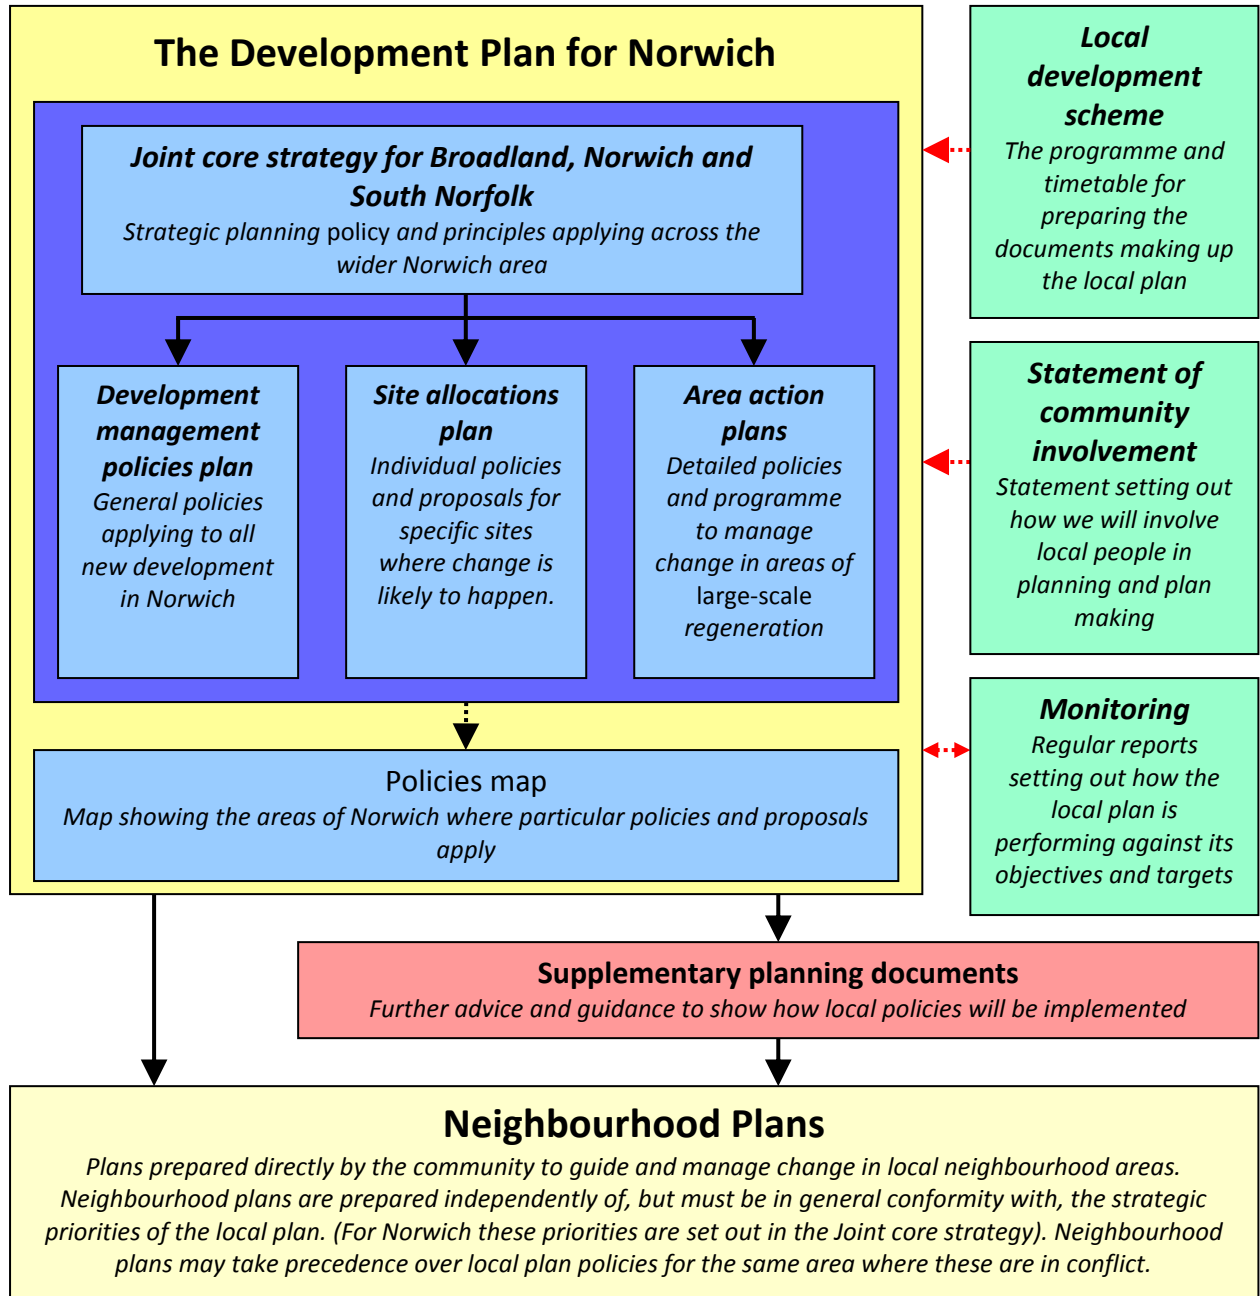 The Development Plan for Norwich
Joint core strategy for Broadland, Norwich and
South Norfolk
Strategic planning policy and principles applying across the
wider Norwich area
Development
management
policies plan
General policies
applying to all
new development
in Norwich
Site allocations
plan
Individual policies
and proposals for
specific sites
where change is
likely to happen.
Area action
plans
Detailed policies
and programme
to manage
change in areas of
large-scale
regeneration
Policies map
Map showing the areas of Norwich where particular policies and proposals
apply
Local
development
scheme
The programme and
timetable for
preparing the
documents making up
the local plan
Statement of
community
involvement
Statement setting out
how we will involve
local people in
planning and plan
making
Monitoring
Regular reports
setting out how the
local plan is
performing against its
objectives and targets
Supplementary planning documents
Further advice and guidance to show how local policies will be implemented
Neighbourhood Plans
Plans prepared directly by the community to guide and manage change in local neighbourhood areas.
Neighbourhood plans are prepared independently of, but must be in general conformity with, the strategic
priorities of the local plan. (For Norwich these priorities are set out in the Joint core strategy). Neighbourhood
plans may take precedence over local plan policies for the same area where these are in conflict.